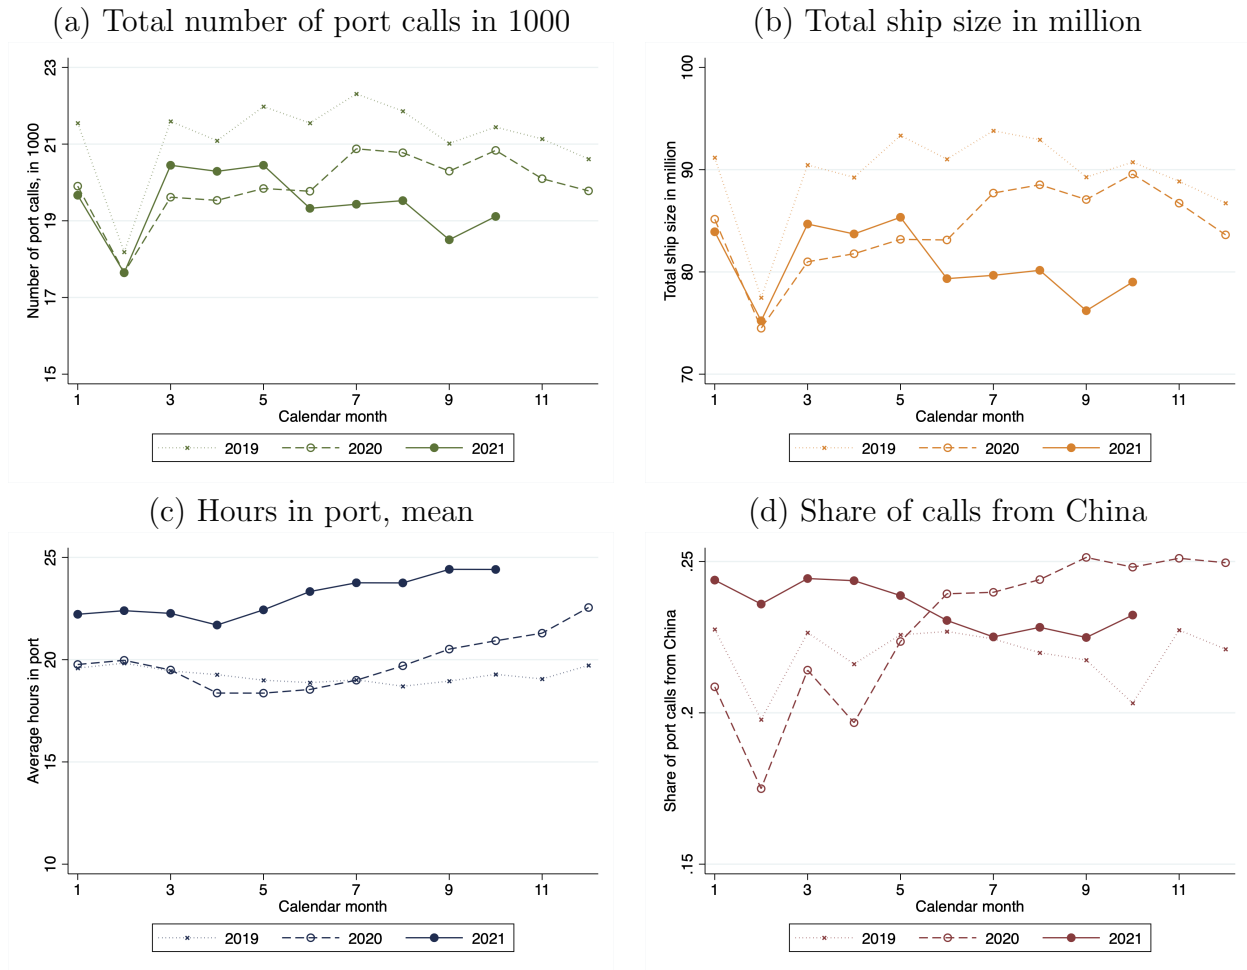 (a) Total number of port calls in 1000
Number of port calls, in 1000
23
21
19
17
15
1 3 5 7 9 11
Calendar month
2019 2020 2021
(b) Total ship size in million
Total ship size in million
100
90
80
70
1 3 5 7 9 11
Calendar month
2019 2020 2021
(c) Hours in port, mean
Average hours in port
25
20
15
10
1 3 5 7 9 11
Calendar month
2019 2020 2021
(d) Share of calls from China
Share of port calls from China
.25
.2
.15
1 3 5 7 9 11
Calendar month
2019 2020 2021